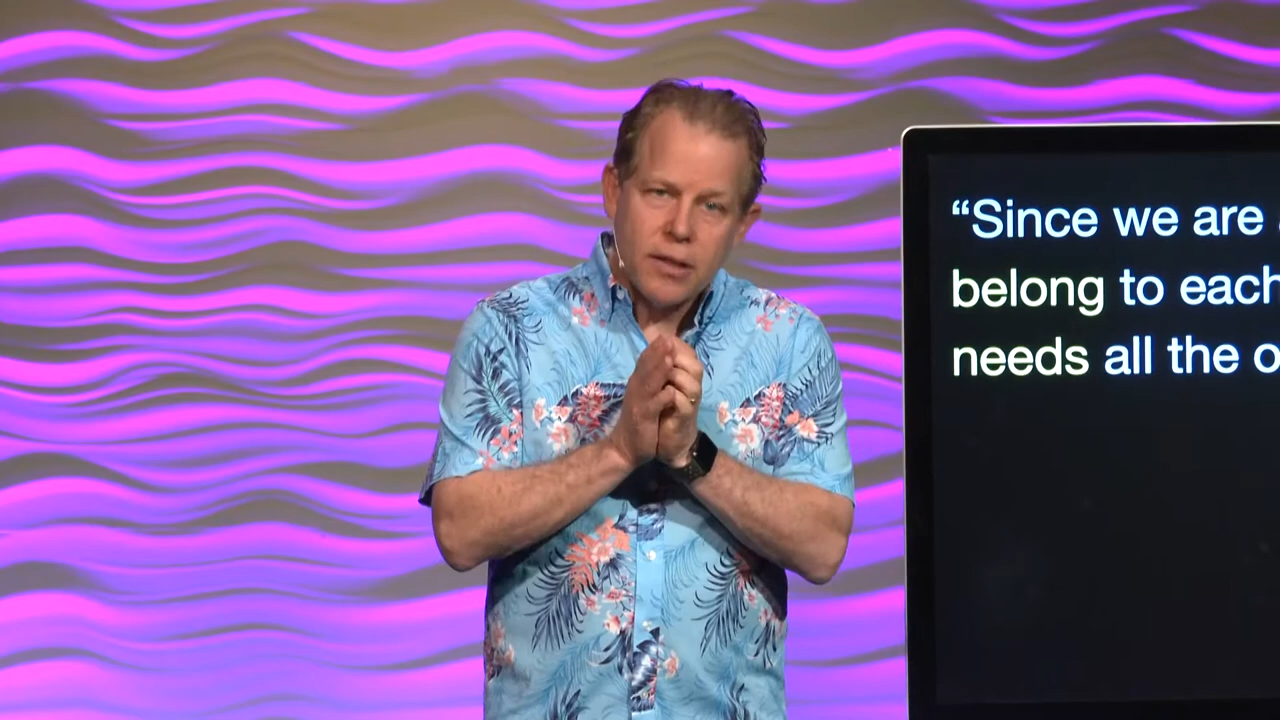 “Since we are
belong to each
needs all the o